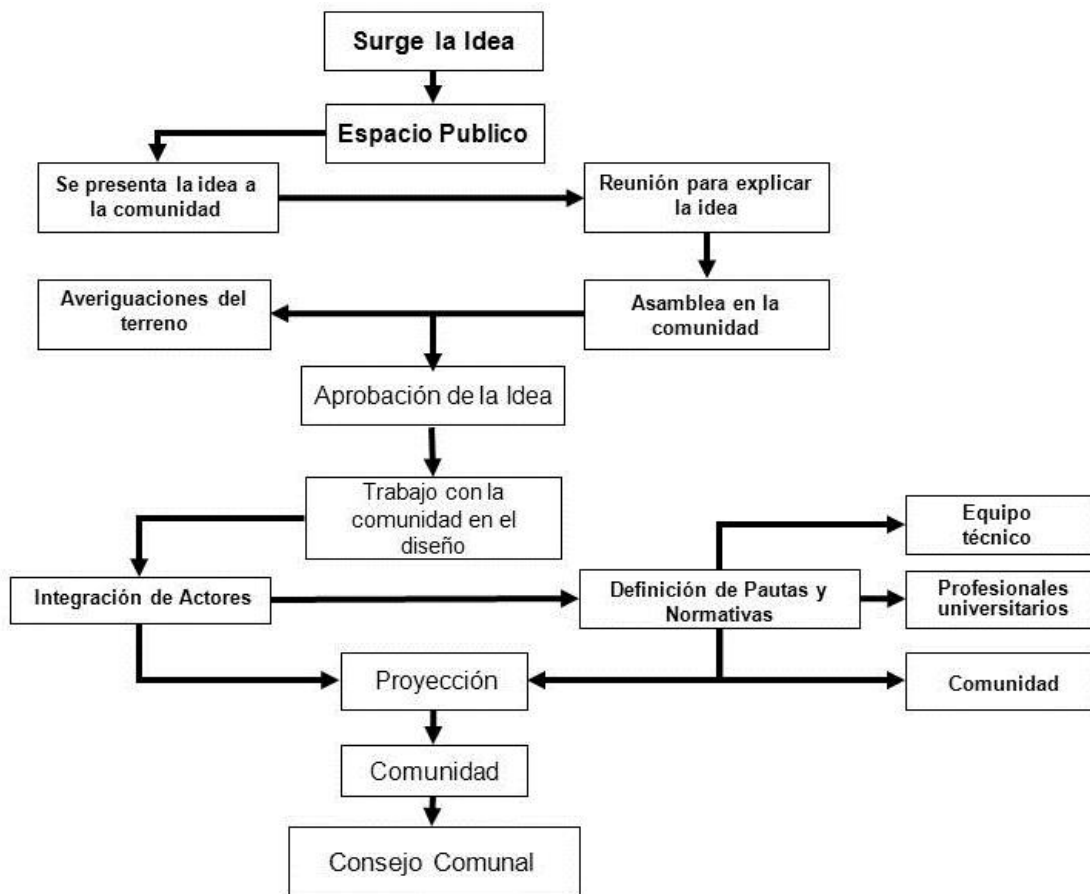 Surge la Idea
Espacio Publico
Se presenta la idea a
la comunidad
Reunión para explicar
la idea
Averiguaciones del
terreno
Asamblea en la
comunidad
Aprobación de la Idea
Trabajo con la
comunidad en el
diseño
Equipo
técnico
Integración de Actores
Definición de Pautas y
Normativas
Profesionales
universitarios
Proyección
Comunidad
Comunidad
Consejo Comunal